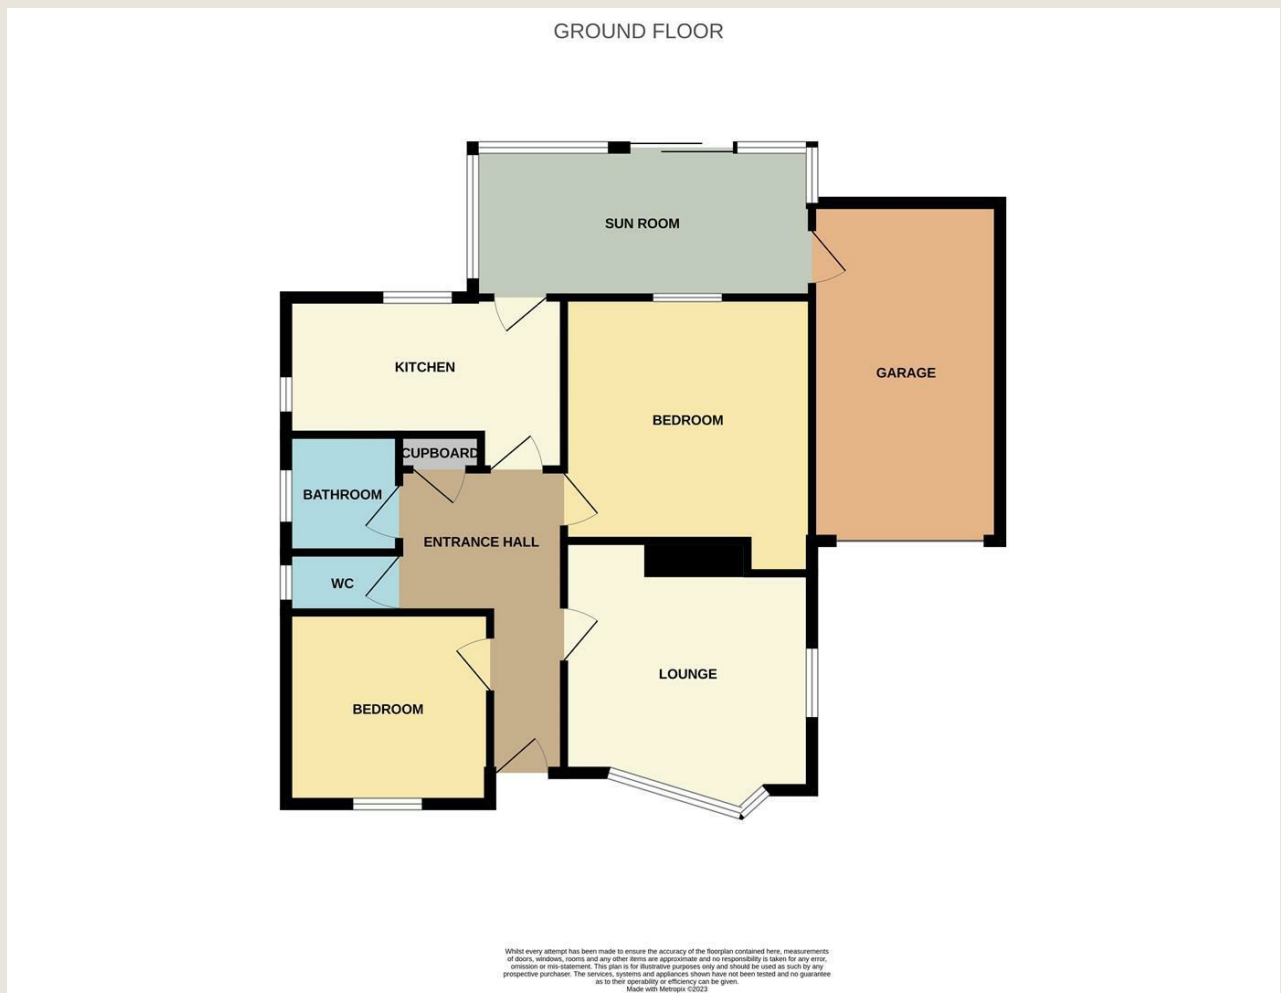 GROUND FLOOR
SUN ROOM
KITCHEN
GARAGE
BEDROOM
CUPBOARD
BATHROOM
ENTRANCE HALL
WC
LOUNGE
BEDROOM
Whilst every attempt has been made to ensure the accuracy of the floorplan contained here, measurements
of doors, windows, rooms and any other items are approximate and no responsibility is taken for any error,
omission or mis-statement. This plan is for illustrative purposes only and should be used as such by any
prospective purchaser. The services, systems and appliances shown have not been tested and no guarantee
as to their operability or efficiency can be given.
Made with Metropix ©2023